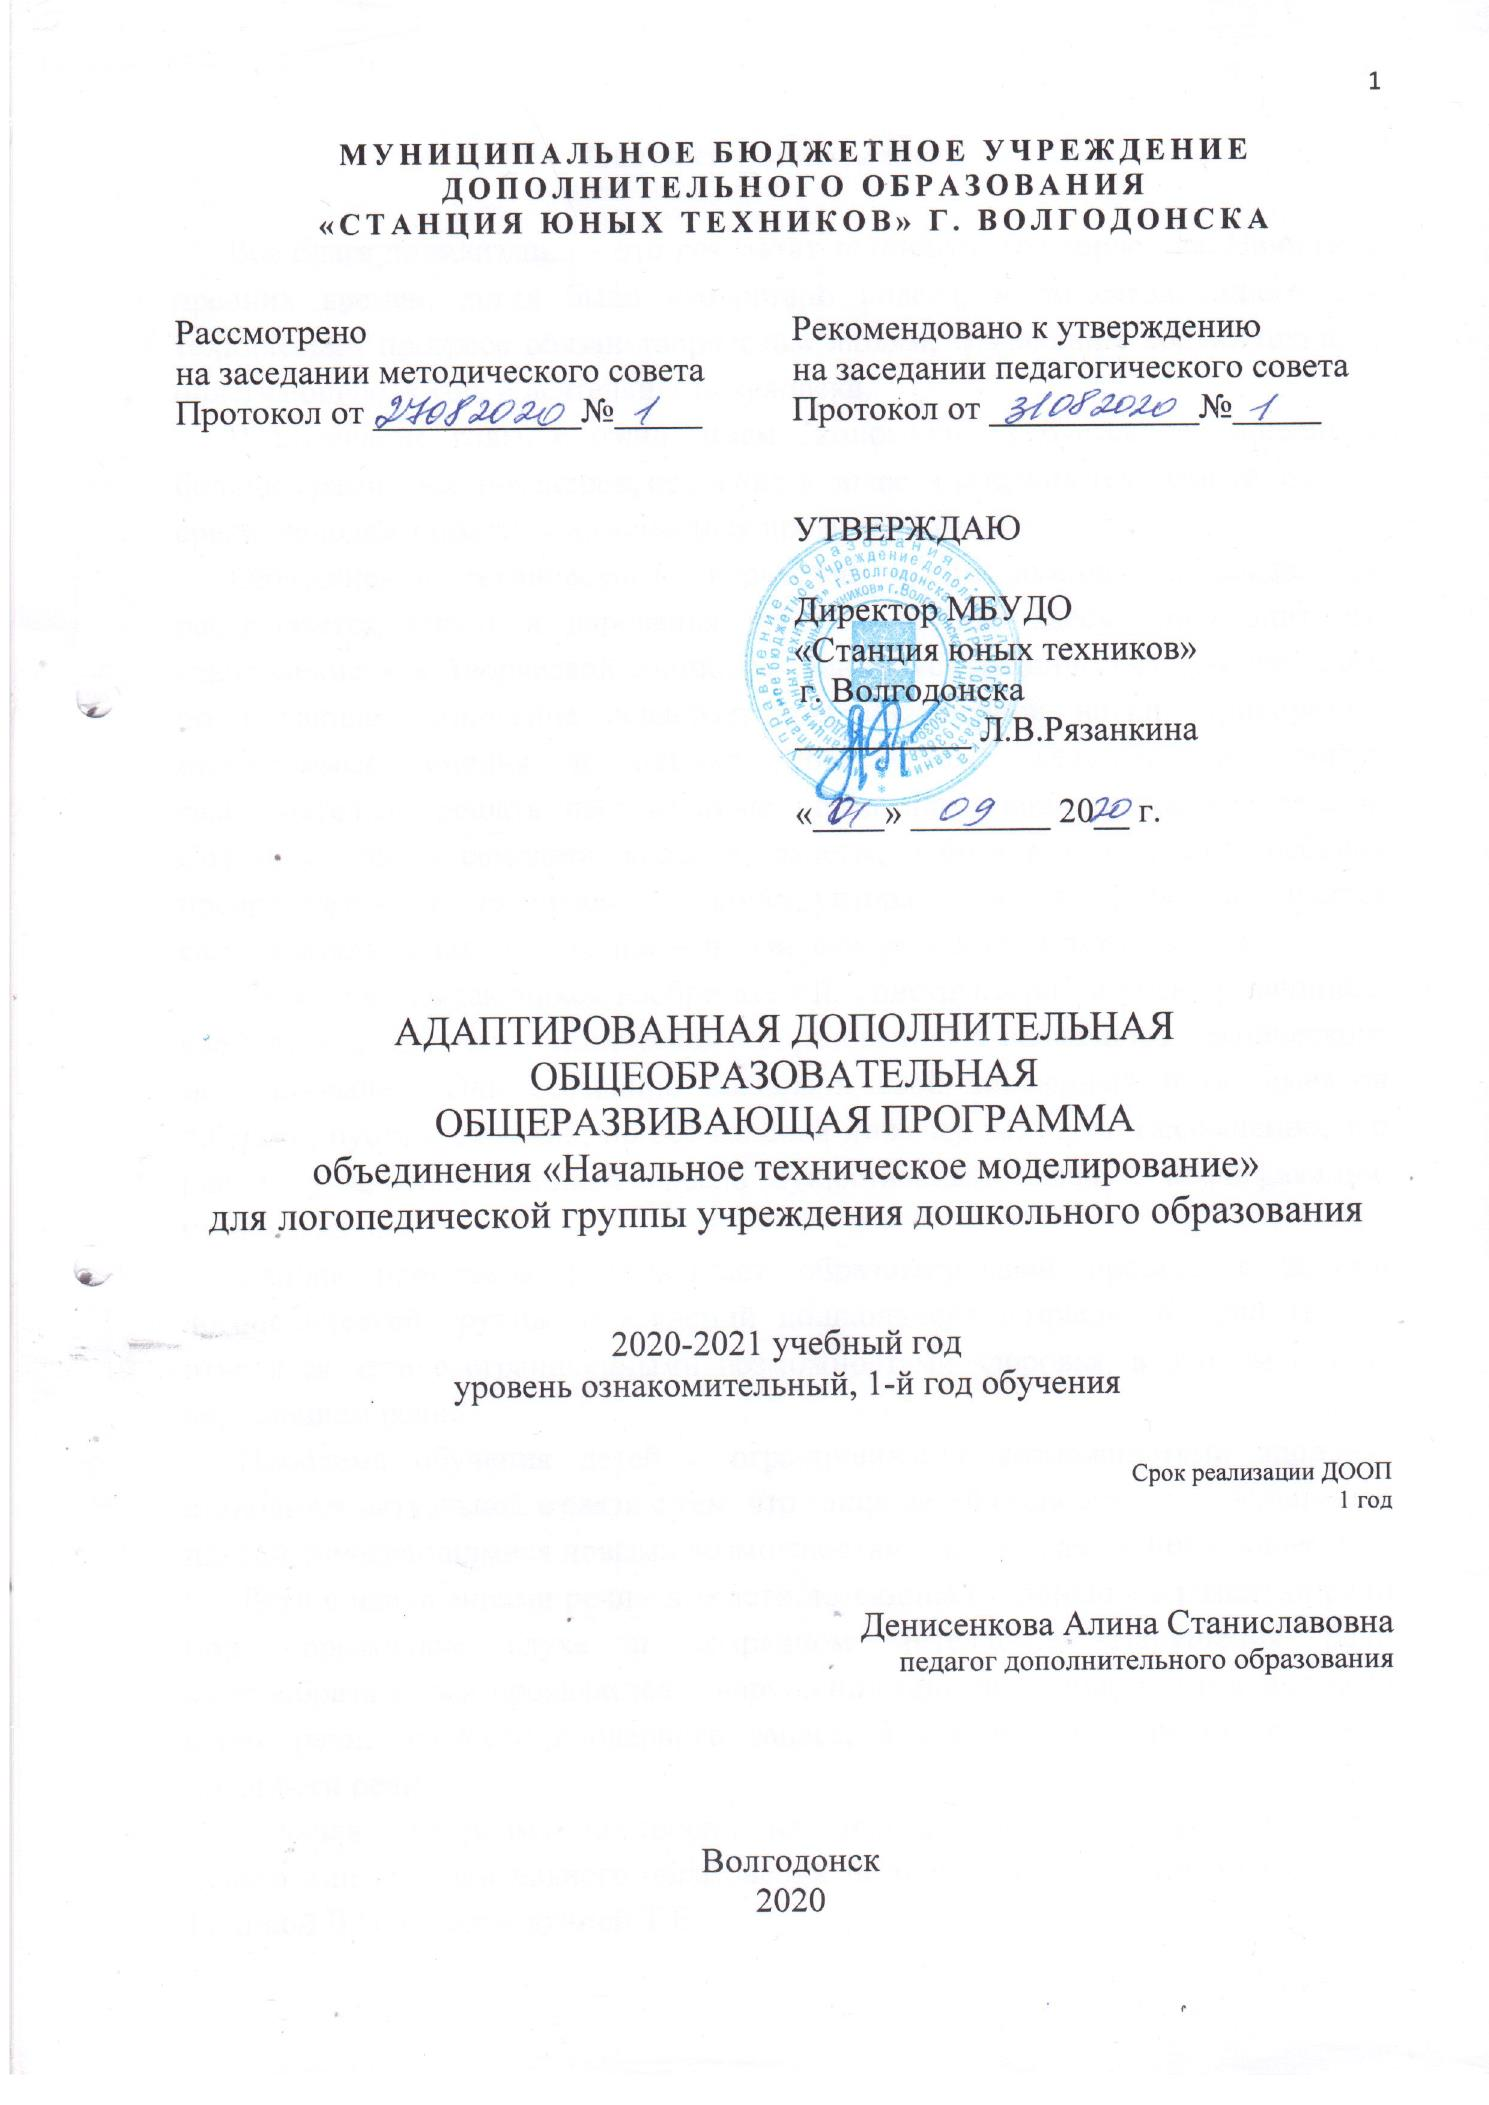 1
МУНИЦИПАЛЬНОЕ БЮДЖЕТНОЕ УЧРЕЖДЕНИЕ
ДОПОЛНИТЕЛЬНОГО ОБРАЗОВАНИЯ
«СТАНЦИЯ ЮНЫХ ТЕХНИКОВ» Г. ВОЛГОДОНСКА
Рассмотрено
на заседании методического совета
Протокол от 27082020 № 1
Рекомендовано к утверждению
на заседании педагогического совета
Протокол от 31082020 № 1
УТВЕРЖДАЮ
Директор МБУДО
«Станция юных техников»
г. Волгодонска
Л.В.Рязанкина
«01» 09 2020 г.
АДАПТИРОВАННАЯ ДОПОЛНИТЕЛЬНАЯ
ОБЩЕОБРАЗОВАТЕЛЬНАЯ
ОБЩЕРАЗВИВАЮЩАЯ ПРОГРАММА
объединения «Начальное техническое моделирование»
для логопедической группы учреждения дошкольного образования
2020-2021 учебный год
уровень ознакомительный, 1-й год обучения
Срок реализации ДООП
1 год
Денисенкова Алина Станиславовна
педагог дополнительного образования
Волгодонск
2020